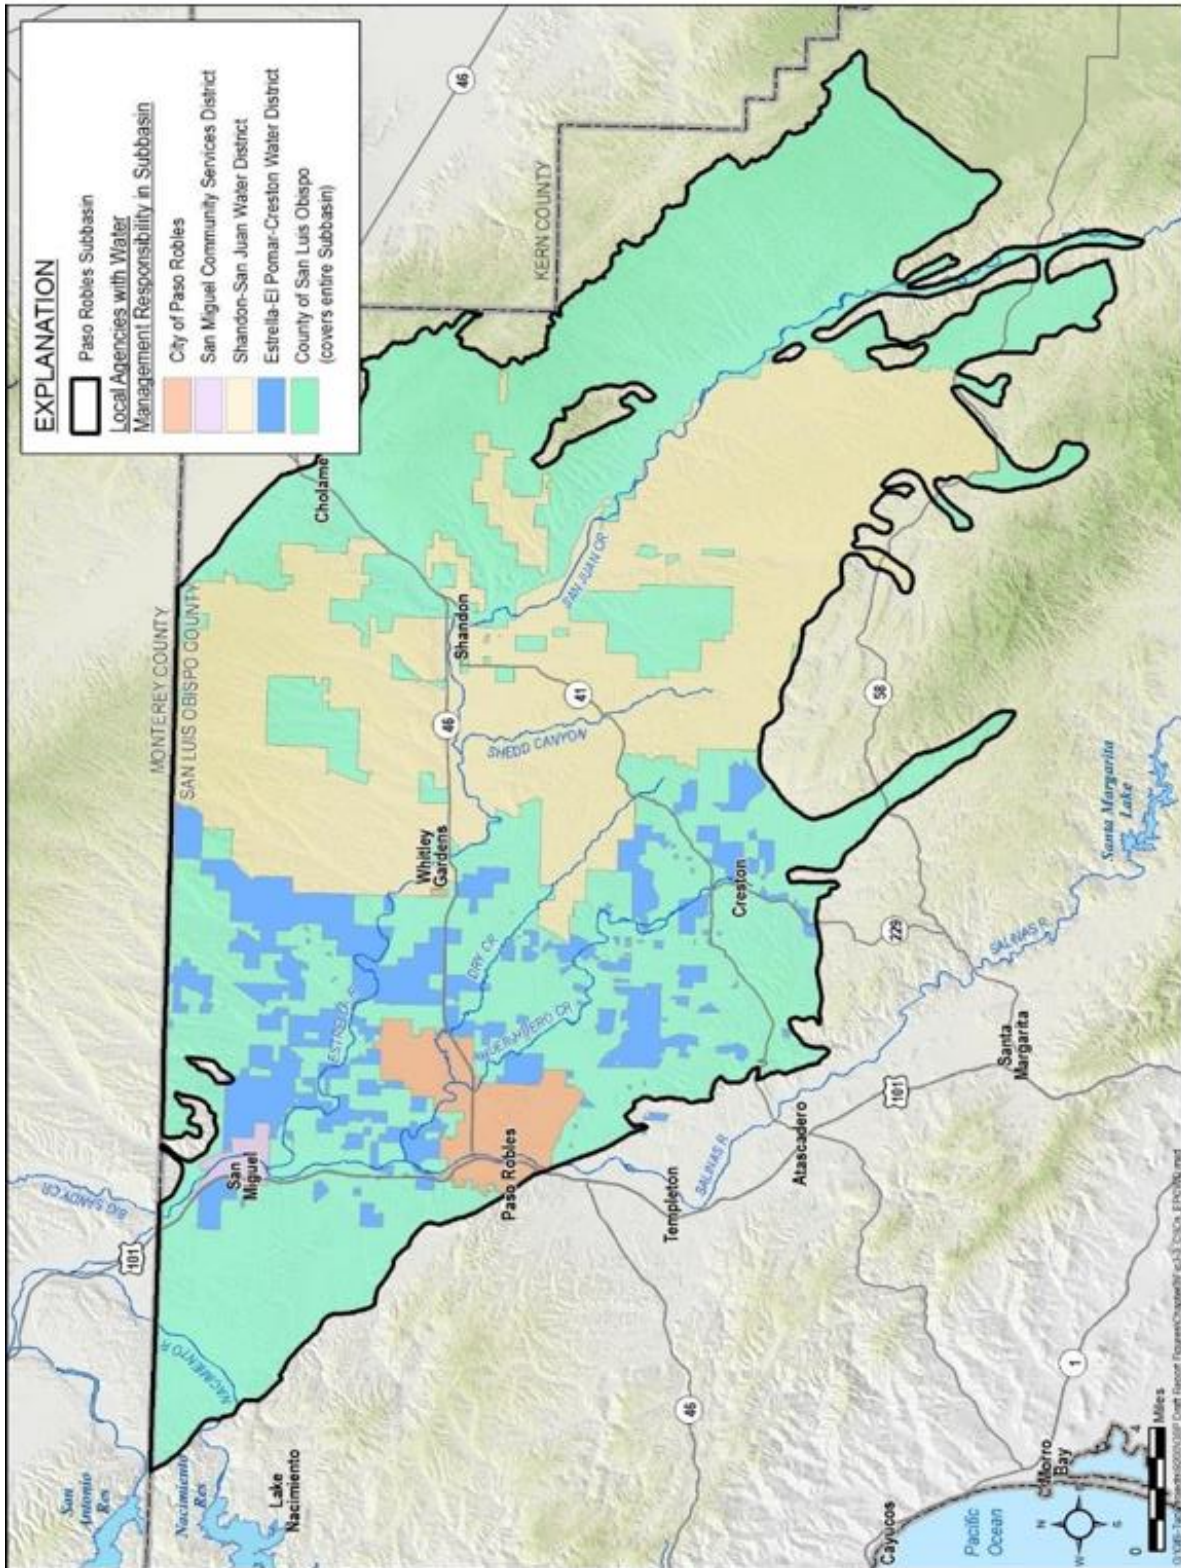 EXPLANATION
Paso Robles Subbasin
Local Agencies with Water
Management Responsibility in Subbasin
City of Paso Robles
San Miguel Community Services District
Shandon-San Juan Water District
Estrella-El Pomar-Creston Water District
County of San Luis Obispo
(covers entire Subbasin)
MONTEREY COUNTY
SAN LUIS OBISPO COUNTY
KERN COUNTY
San
Antonio
Res
Nacimiento
Res
Lake
Nacimiento
NACIMIENTO R
BIG SANDY CR
101
San
Miguel
ESTRELLA R
Whitley
Gardens
46
Cholame
46
Shandon
SAN JUAN CR
41
SHEDD CANYON
DRY CR
HUERHUERO CR
Paso Robles
Creston
Templeton
SALINAS R
Atascadero
101
229
58
SALINAS R
Santa
Margarita
Santa Margarita
Lake
46
1
Cayucos
Morro
Bay
Pacific
Ocean
N
W
S
0
4
Miles